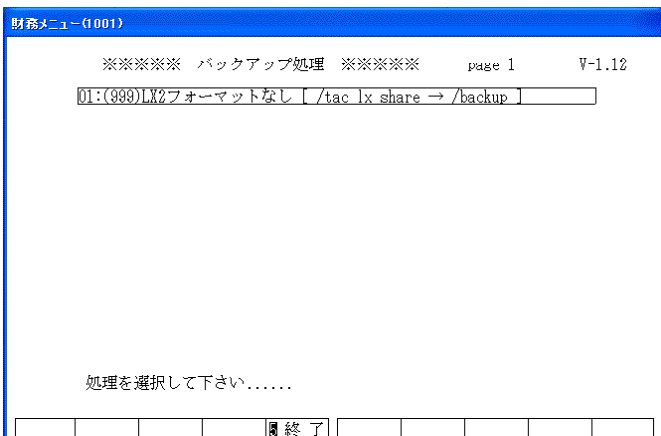 財務メニュー(1001)
※※※※※ バックアップ処理 ※※※※※ page 1 V-1.12
01:(999)LX2フォーマットなし [ /tac lx share → /backup ]
処理を選択して下さい......
5 終 了